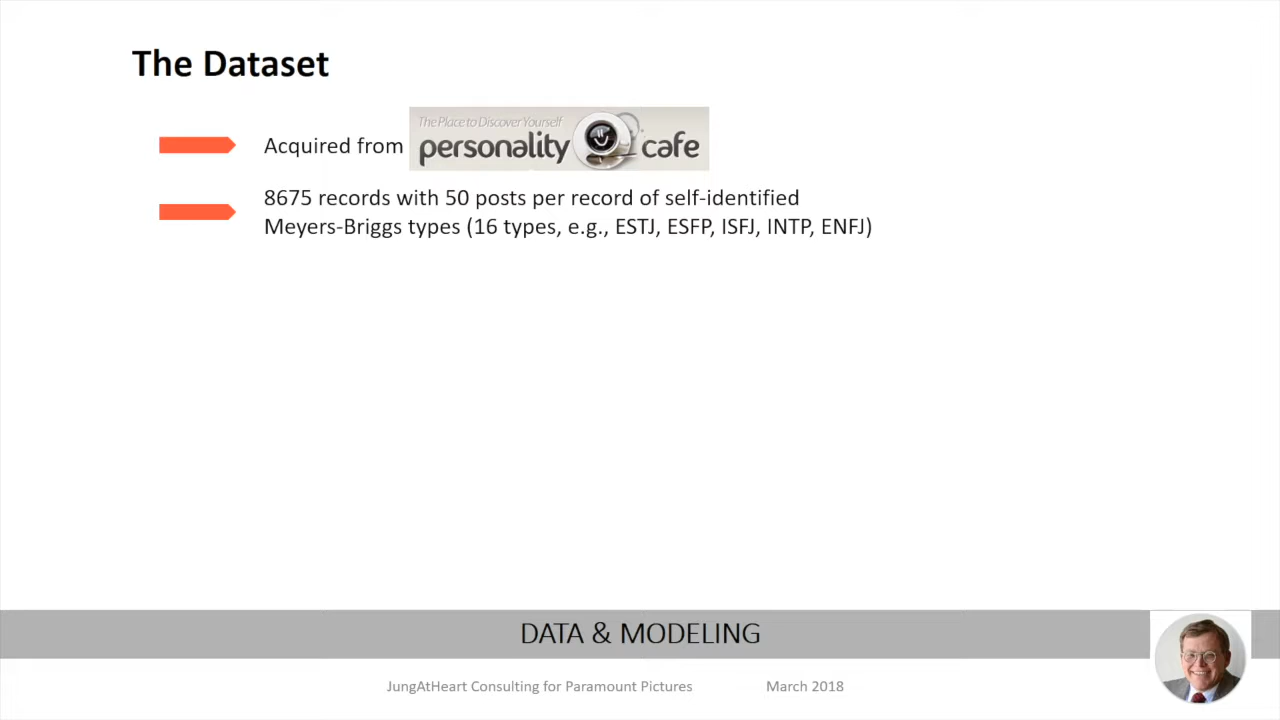 The Dataset
The Place to Discover Yourself
Acquired from personality cafe
8675 records with 50 posts per record of self-identified
Meyers-Briggs types (16 types, e.g., ESTJ, ESFP, ISFJ, INTP, ENFJ)
DATA & MODELING
JungAtHeart Consulting for Paramount Pictures March 2018